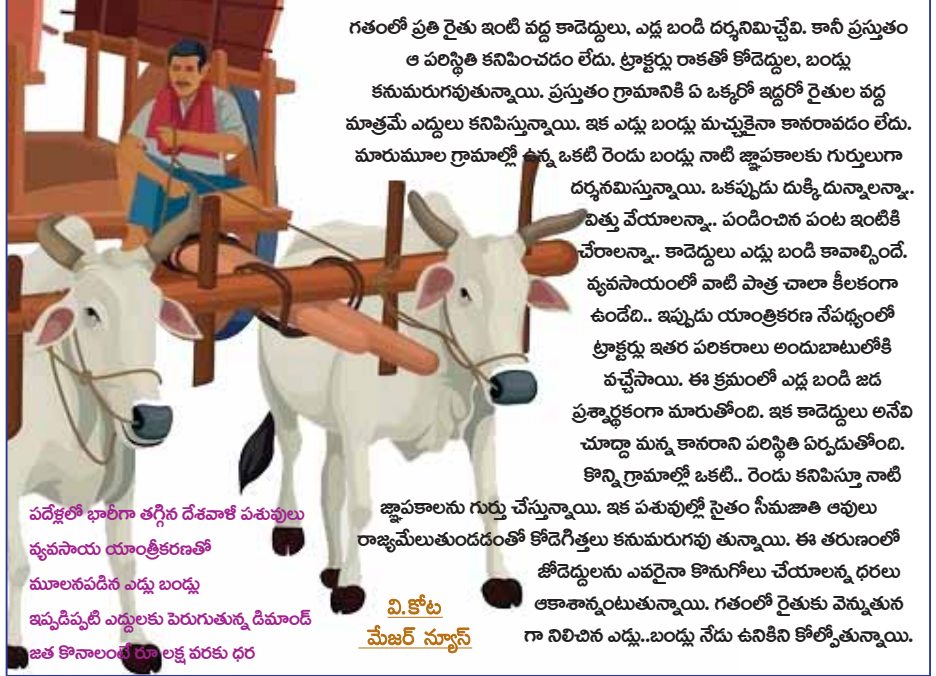 గతంలో ప్రతి రైతు ఇంటి వద్ద కాడెద్దులు, ఎడ్ల బండి దర్శనిమిచ్చేవి. కానీ ప్రస్తుతం
ఆ పరిస్థితి కనిపించడం లేదు. ట్రాక్టర్లు రాకతో కోడెద్దుల, బండ్లు
కనుమరుగవుతున్నాయి. ప్రస్తుతం గ్రామానికి ఏ ఒక్కరో ఇద్దరో రైతుల వద్ద
మాత్రమే ఎద్దులు కనిపిస్తున్నాయి. ఇక ఎడ్లు బండ్లు మచ్చుకైనా కానరావడం లేదు.
మారుమూల గ్రామాల్లో ఉన్న ఒకటి రెండు బండ్లు నాటి జ్ఞాపకాలకు గుర్తులుగా
దర్శనమిస్తున్నాయి. ఒకప్పుడు దుక్కి దున్నాలన్నా..
విత్తు వేయాలన్నా.. పండించిన పంట ఇంటికి
చేరాలన్నా.. కాడెద్దులు ఎడ్లు బండి కావాల్సిందే.
వ్యవసాయంలో వాటి పాత్ర చాలా కీలకంగా
ఉండేది.. ఇప్పుడు యాంత్రికరణ నేపథ్యంలో
ట్రాక్టర్లు ఇతర పరికరాలు అందుబాటులోకి
వచ్చేసాయి. ఈ క్రమంలో ఎడ్ల బండి జడ
ప్రశ్నార్థకంగా మారుతోంది. ఇక కాడెద్దులు అనేవి
చూద్దా మన్న కానరాని పరిస్థితి ఏర్పడుతోంది.
కొన్ని గ్రామాల్లో ఒకటి.. రెండు కనిపిస్తూ నాటి
జ్ఞాపకాలను గుర్తు చేస్తున్నాయి. ఇక పశువుల్లో సైతం సీమజాతి ఆవులు
రాజ్యమేలుతుండడంతో కోడెగిత్తలు కనుమరుగవు తున్నాయి. ఈ తరుణంలో
జోడెద్దులను ఎవరైనా కొనుగోలు చేయాలన్న ధరలు
ఆకాశాన్నంటుతున్నాయి. గతంలో రైతుకు వెన్నుతున
గా నిలిచిన ఎడ్లు..బండ్లు నేడు ఉనికిని కోల్పోతున్నాయి.
పదేళ్లలో భారీగా తగ్గిన దేశవాళీ పశువులు
వ్యవసాయ యాంత్రీకరణతో
మూలనపడిన ఎడ్లు బండ్లు
ఇప్పడిప్పటి ఎద్దులకు పెరుగుతున్న డిమాండ్
జత కొనాలంటే రూ లక్ష వరకు ధర
వి.కోట
మేజర్ న్యూస్